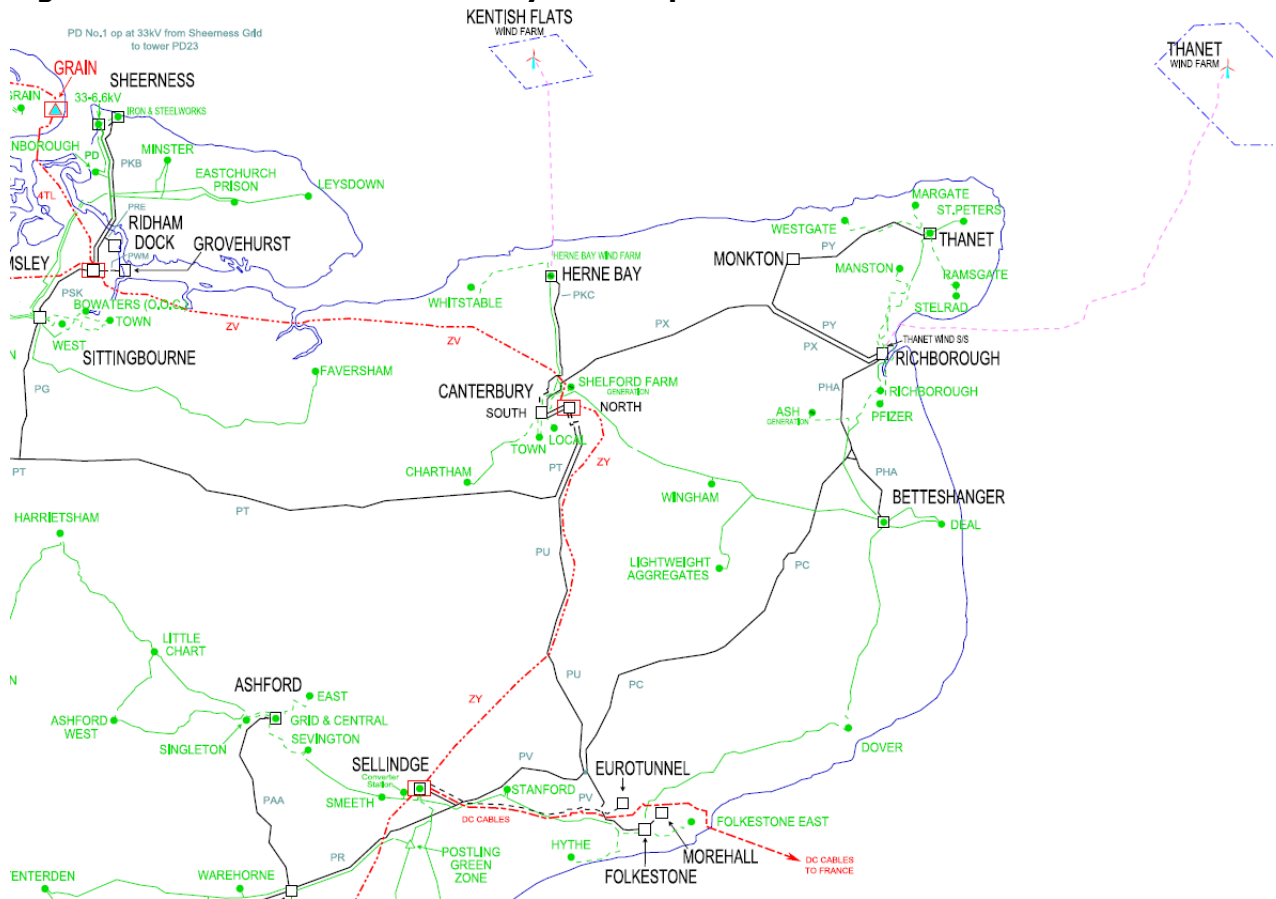 KENTISH FLATS
WIND FARM
PD No.1 op at 33kV from Sheerness Grid
to tower PD23
THANET
WIND FARM
GRAIN
SHEERNESS
GRAIN
33-6.6kV
IRON & STEELWORKS
NBOROUGH
PD
PKB
MINSTER
EASTCHURCH
PRISON
LEYSDOWN
4TL
PRE
RIDHAM
DOCK
GROVEHURST
PWM
MSLEY
PSK
BOWATERS (O.O.C.)
TOWN
WEST
SITTINGBOURNE
ZV
ZV
HERNE BAY WIND FARM
HERNE BAY
WHITSTABLE
PKC
MARGATE
ST.PETERS
WESTGATE
PY
THANET
MONKTON
MANSTON
RAMSGATE
STELRAD
PX
PY
PX
THANET WIND S/S
RICHBOROUGH
PHA
RICHBOROUGH
PFIZER
ASH
GENERATION
N
PG
FAVERSHAM
CANTERBURY
SHELFORD FARM
GENERATION
SOUTH
NORTH
LOCAL
TOWN
CHARTHAM
PT
ZY
PT
PT
WINGHAM
PHA
BETTESHANGER
DEAL
HARRIETSHAM
PU
LIGHTWEIGHT
AGGREGATES
PC
LITTLE
CHART
N
PU
PC
ZY
ASHFORD
EAST
ASHFORD
WEST
GRID & CENTRAL
SINGLETON
SEVINGTON
DOVER
SELLINDGE
Converter
Station
PV
PU
EUROTUNNEL
STANFORD
PV
SMEETH
PAA
DC CABLES
FOLKESTONE EAST
PR
POSTLING
GREEN
ZONE
HYTHE
MOREHALL
FOLKESTONE
DC CABLES
TO FRANCE
ENTERDEN
WAREHORNE